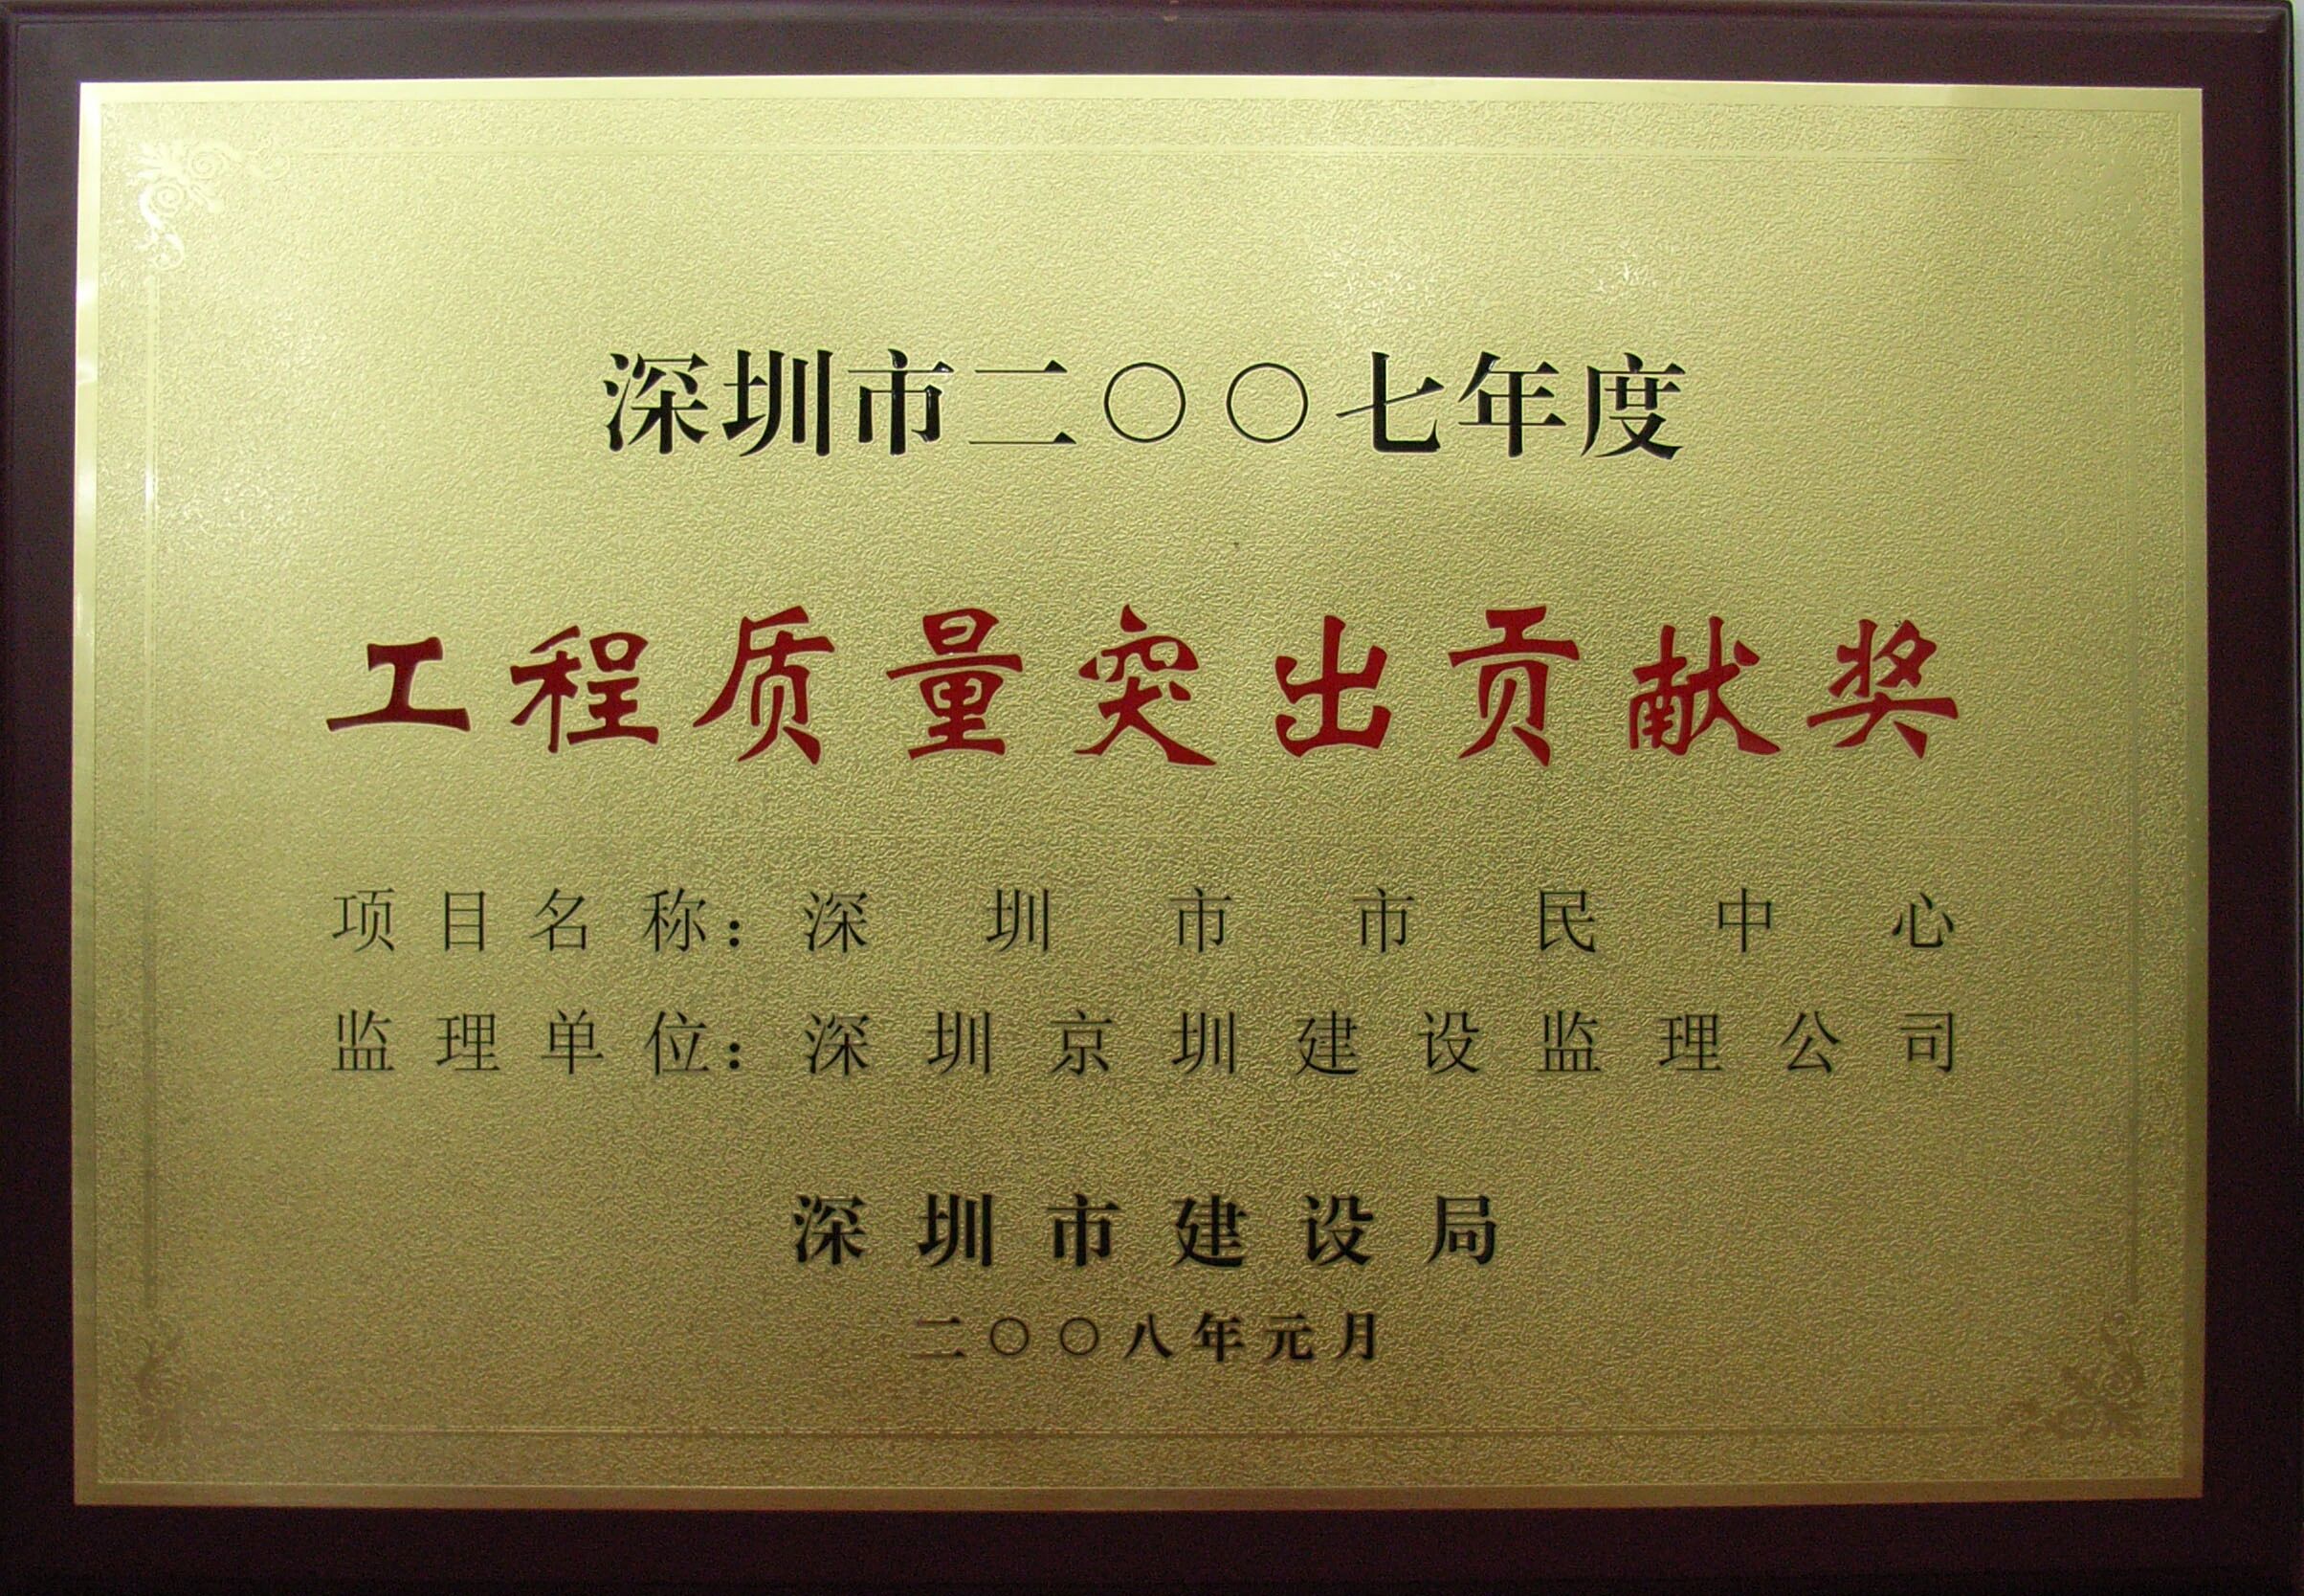 深圳市二〇〇七年度
工程质量突出贡献奖
项目名称：深圳市市民中心
监理单位：深圳京圳建设监理公司
深圳市建设局
二〇〇八年元月